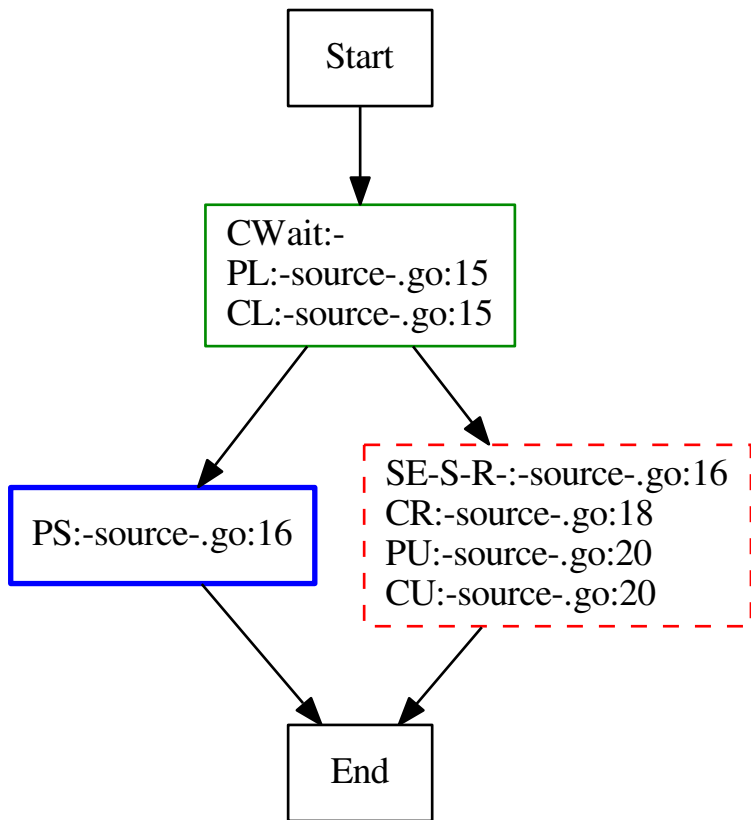 Start
CWait:-
PL:-source-.go:15
CL:-source-.go:15
PS:-source-.go:16
SE-S-R-:-source-.go:16
CR:-source-.go:18
PU:-source-.go:20
CU:-source-.go:20
End